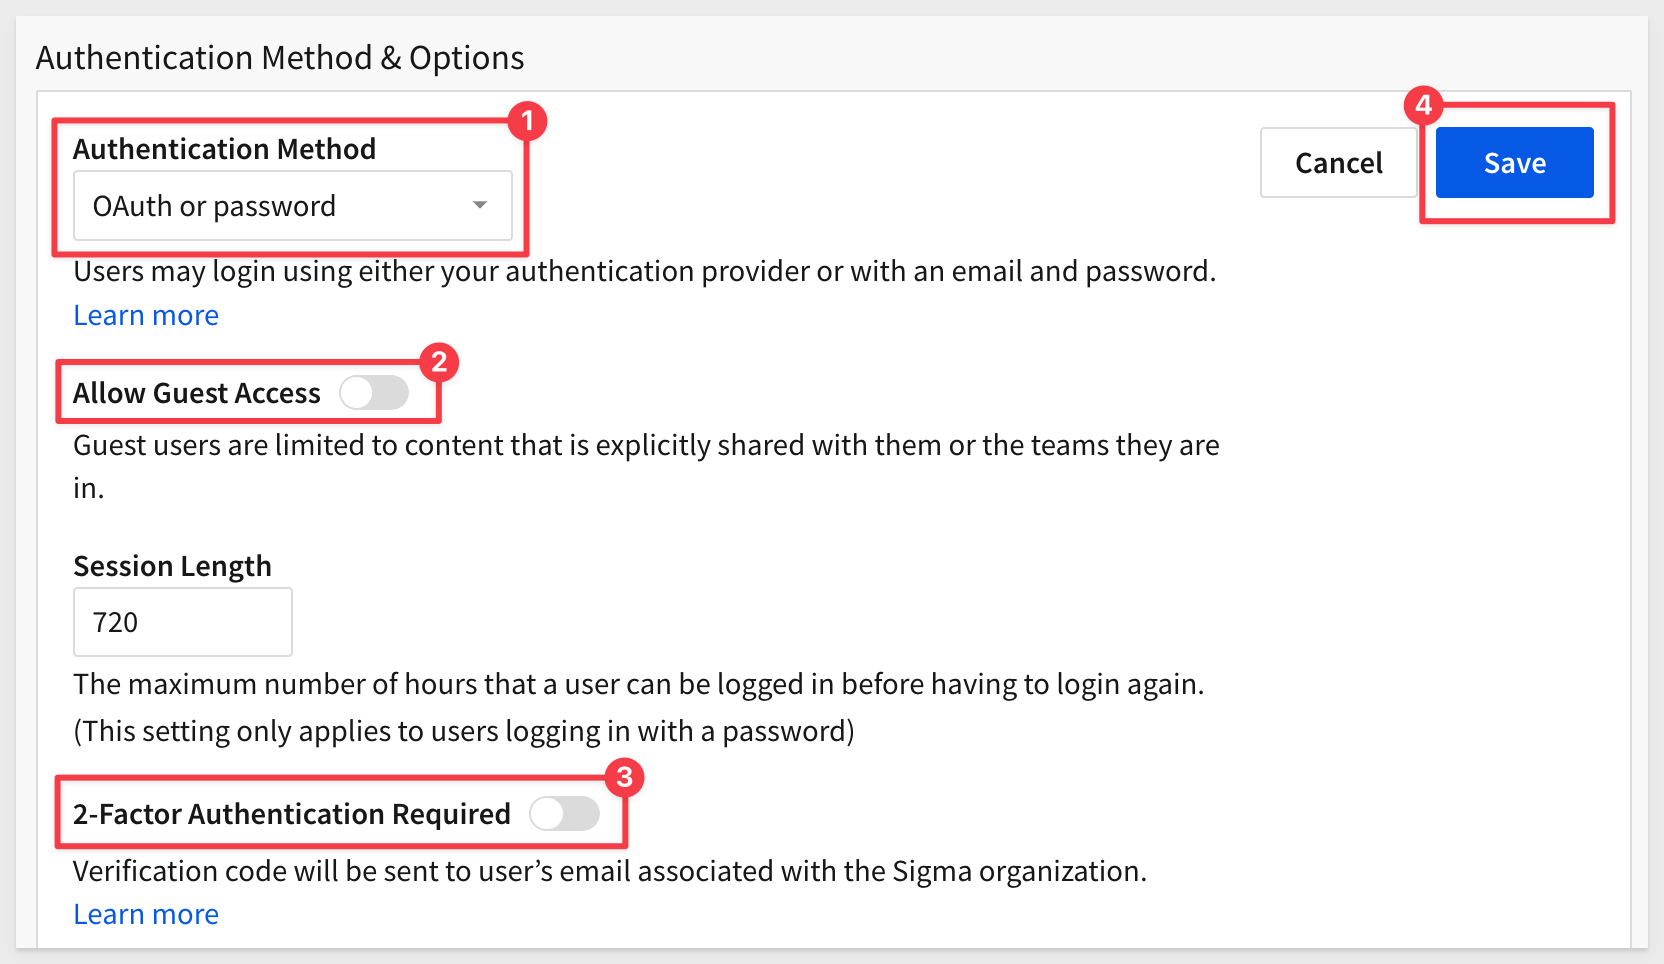 Authentication Method & Options
1
4
Authentication Method
Cancel
Save
OAuth or password
Users may login using either your authentication provider or with an email and password.
Learn more
2
Allow Guest Access
Guest users are limited to content that is explicitly shared with them or the teams they are
in.
Session Length
720
The maximum number of hours that a user can be logged in before having to login again.
(This setting only applies to users logging in with a password)
3
2-Factor Authentication Required
Verification code will be sent to user’s email associated with the Sigma organization.
Learn more